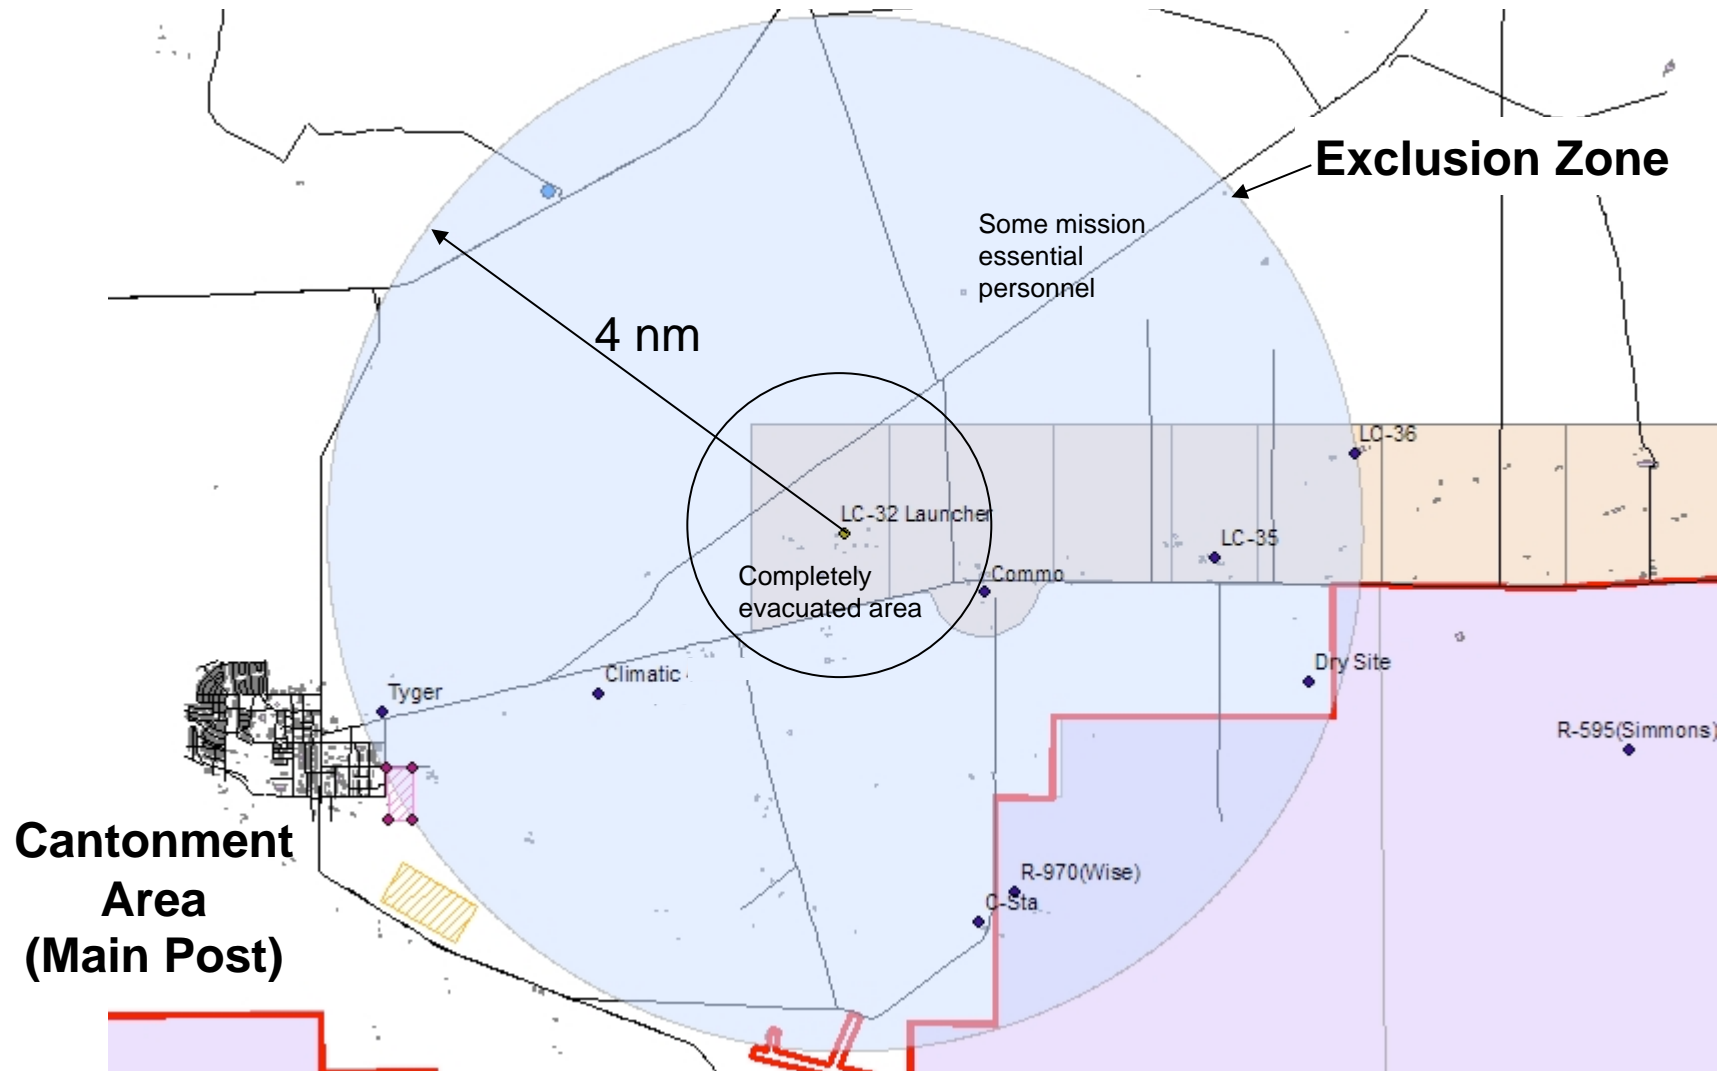 Exclusion Zone
Some mission
essential
personnel
4 nm
LC-36
LC-32 Launcher
LC-35
Commo
Completely
evacuated area
Dry Site
Climatic
Tyger
R-595(Simmons)
Cantonment
Area
(Main Post)
R-970(Wise)
C-Sta